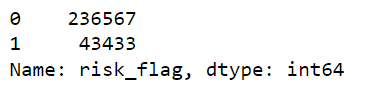 0    236567
1     43433
Name: risk_flag, dtype: int64